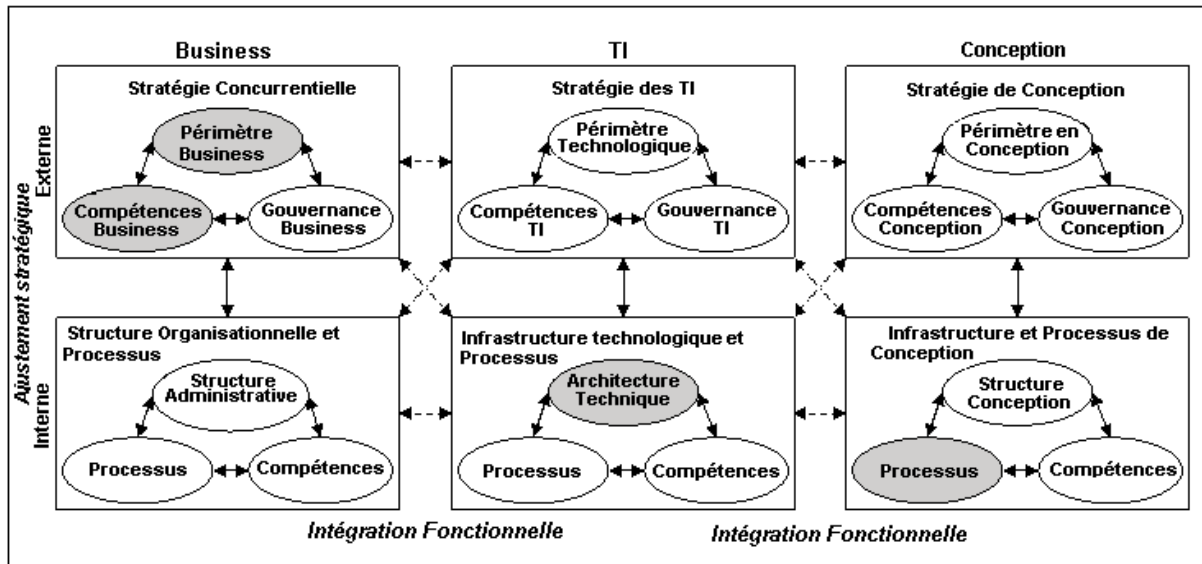 Business
TI
Conception
Ajustement stratégique
Externe
Stratégie Concurrentielle
Périmètre
Business
Compétences
Business
Gouvernance
Business
Stratégie des TI
Périmètre
Technologique
Compétences
TI
Gouvernance
TI
Stratégie de Conception
Périmètre en
Conception
Compétences
Conception
Gouvernance
Conception
Interne
Structure Organisationnelle et
Processus
Structure
Administrative
Processus
Compétences
Infrastructure technologique et
Processus
Architecture
Technique
Processus
Compétences
Infrastructure et Processus de
Conception
Structure
Conception
Processus
Compétences
Intégration Fonctionnelle
Intégration Fonctionnelle